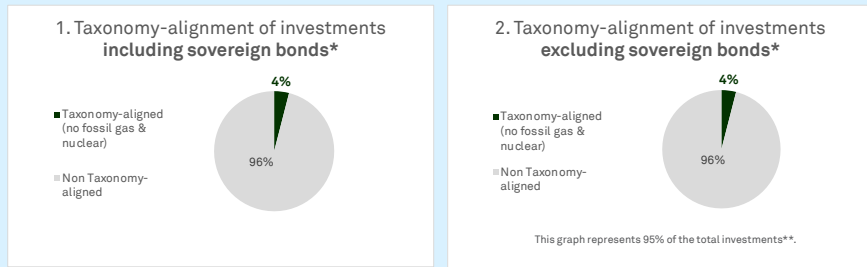 1. Taxonomy-alignment of investments
including sovereign bonds*
4%
Taxonomy-aligned
(no fossil gas &
nuclear)
96%
Non Taxonomy-
aligned
2. Taxonomy-alignment of investments
excluding sovereign bonds*
4%
Taxonomy-aligned
(no fossil gas &
nuclear)
96%
Non Taxonomy-
aligned
This graph represents 95% of the total investments**.